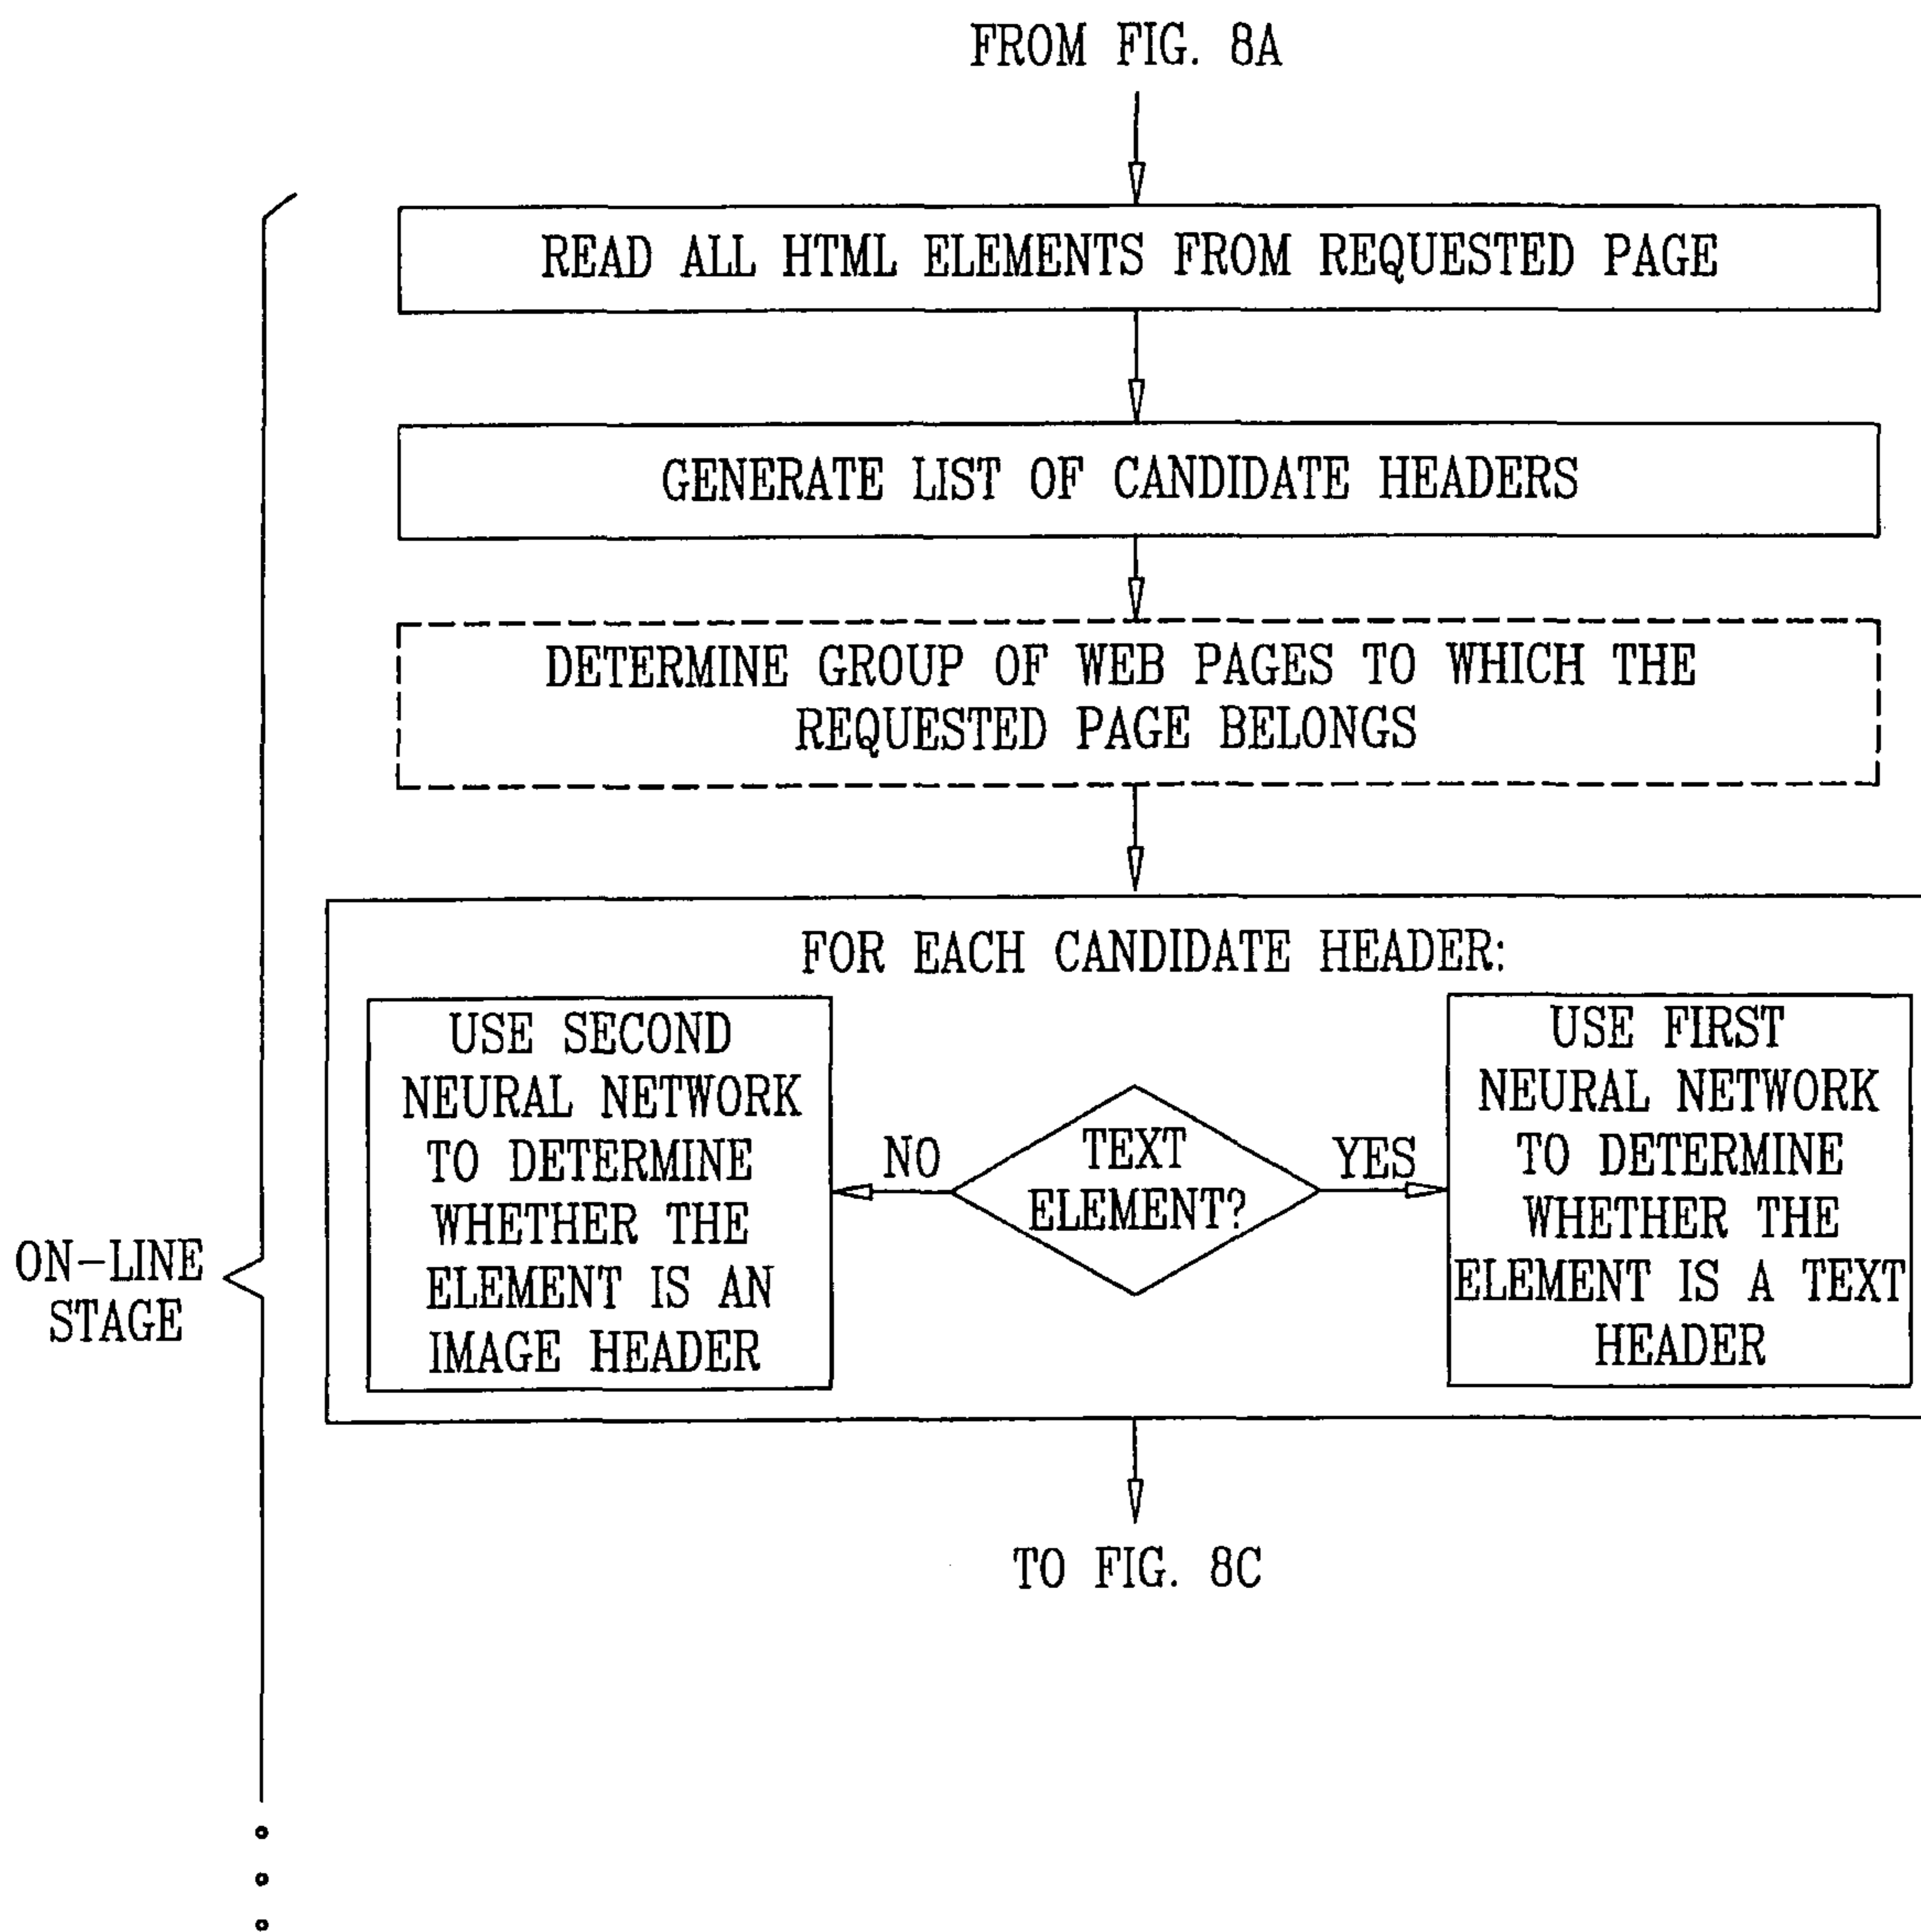 FROM FIG. 8A
READ ALL HTML ELEMENTS FROM REQUESTED PAGE
GENERATE LIST OF CANDIDATE HEADERS
DETERMINE GROUP OF WEB PAGES TO WHICH THE
REQUESTED PAGE BELONGS
FOR EACH CANDIDATE HEADER:
USE SECOND
NEURAL NETWORK
TO DETERMINE
WHETHER THE
ELEMENT IS AN
IMAGE HEADER
NO
TEXT
ELEMENT?
YES
USE FIRST
NEURAL NETWORK
TO DETERMINE
WHETHER THE
ELEMENT IS A TEXT
HEADER
ON-LINE
STAGE
TO FIG. 8C